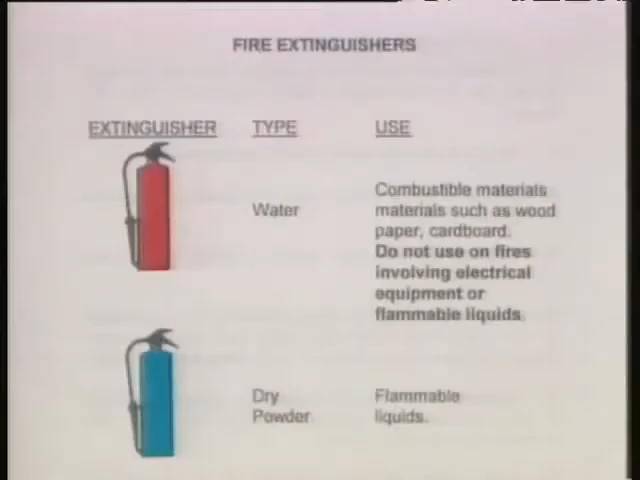 FIRE EXTINGUISHERS
EXTINGUISHER TYPE USE
Water
Combustible materials
materials such as wood
paper, cardboard.
Do not use on fires
involving electrical
equipment or
flammable liquids.
Dry
Powder
Flammable
liquids.